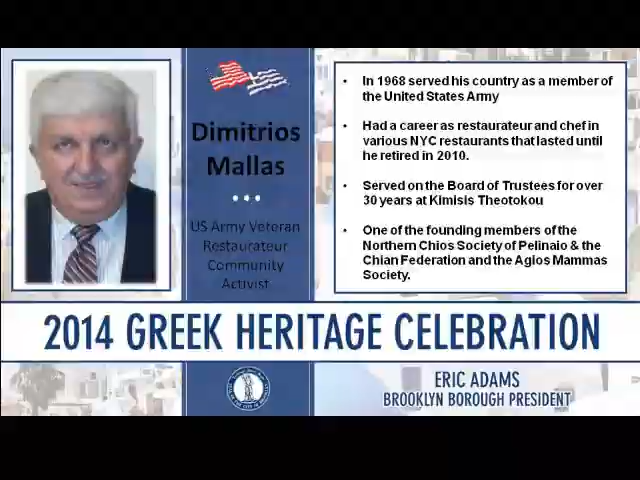 Dimitrios
Mallas
US Army Veteran
Restaurateur
Community
Activist
• In 1968 served his country as a member of
the United States Army
• Had a career as restaurateur and chef in
various NYC restaurants that lasted until
he retired in 2010.
• Served on the Board of Trustees for over
30 years at Kimisis Theotokou
• One of the founding members of the
Northern Chios Society of Pelinaio & the
Chian Federation and the Agios Mammas
Society.
2014 GREEK HERITAGE CELEBRATION
ERIC ADAMS
BROOKLYN BOROUGH PRESIDENT